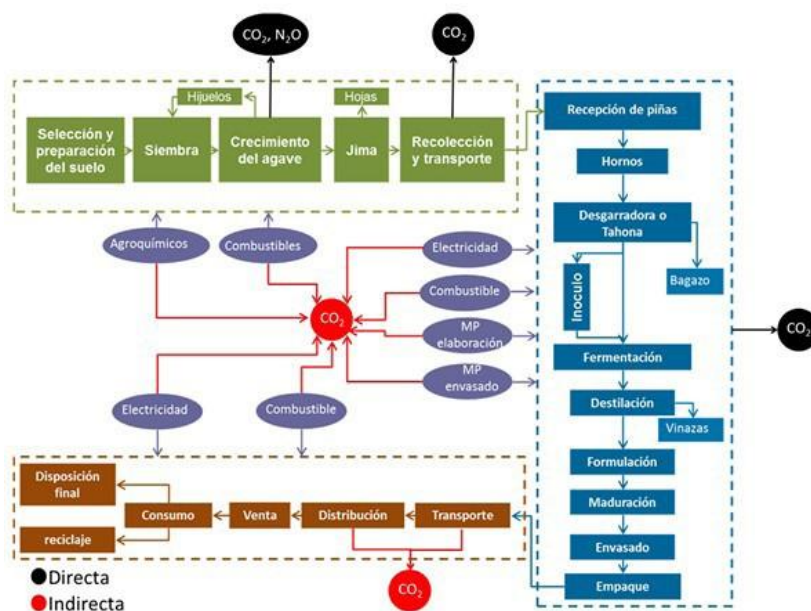 CO₂, N₂O
CO₂
Hijuelos
Hojas
Selección y
preparación
del suelo
Siembra
Crecimiento
del agave
Jima
Recolección
y transporte
Recepción de piñas
Hornos
Desgarradora o
Tahona
Bagazo
Inoculo
Fermentación
Destilación
Vinazas
Formulación
Maduración
Envasado
Empaque
CO₂
Agroquímicos
Combustibles
Electricidad
Combustible
MP
elaboración
MP
envasado
CO₂
Electricidad
Combustible
Disposición
final
reciclaje
Consumo
Venta
Distribución
Transporte
CO₂
Directa
Indirecta